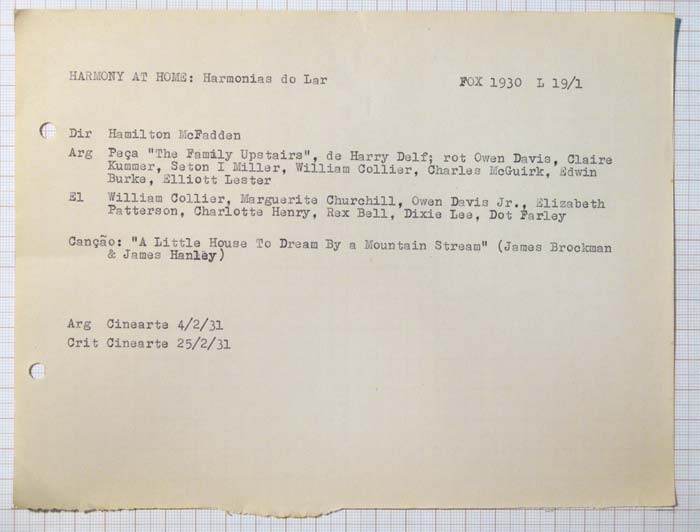 HARMONY AT HOME: Harmonias do Lar FOX 1930 L 19/1
Dir Hamilton McFadden
Arg Peça "The Family Upstairs", de Harry Delf; rot Owen Davis, Claire
Kummer, Seton I Miller, William Collier, Charles McGuirk, Edwin
Burke, Elliott Lester
El William Collier, Marguerite Churchill, Owen Davis Jr., Elizabeth
Patterson, Charlotte Henry, Rex Bell, Dixie Lee, Dot Farley
Canção: "A Little House To Dream By a Mountain Stream" (James Brockman
& James Hanley)
Arg Cinearte 4/2/31
Crit Cinearte 25/2/31